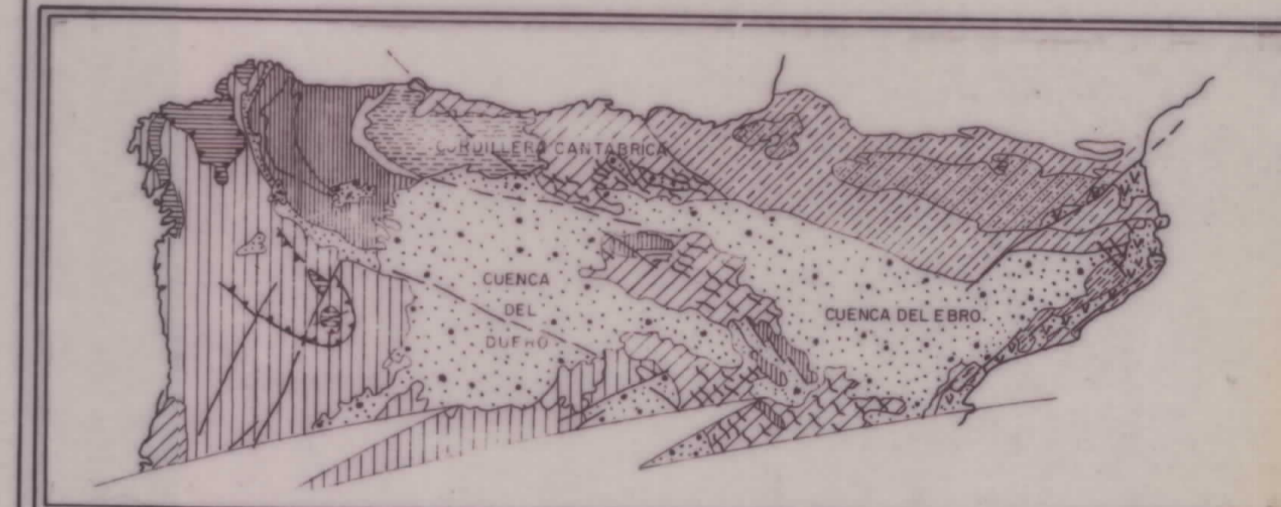 CORDILLERA CANTABRICA
CUENCA
DEL
DUERO
CUENCA DEL EBRO.